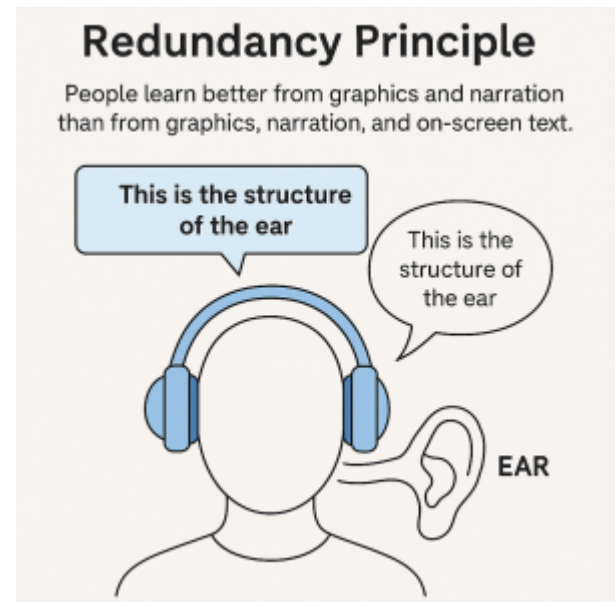 Redundancy Principle
People learn better from graphics and narration
than from graphics, narration, and on-screen text.
This is the structure
of the ear
This is the
structure of
the ear
EAR